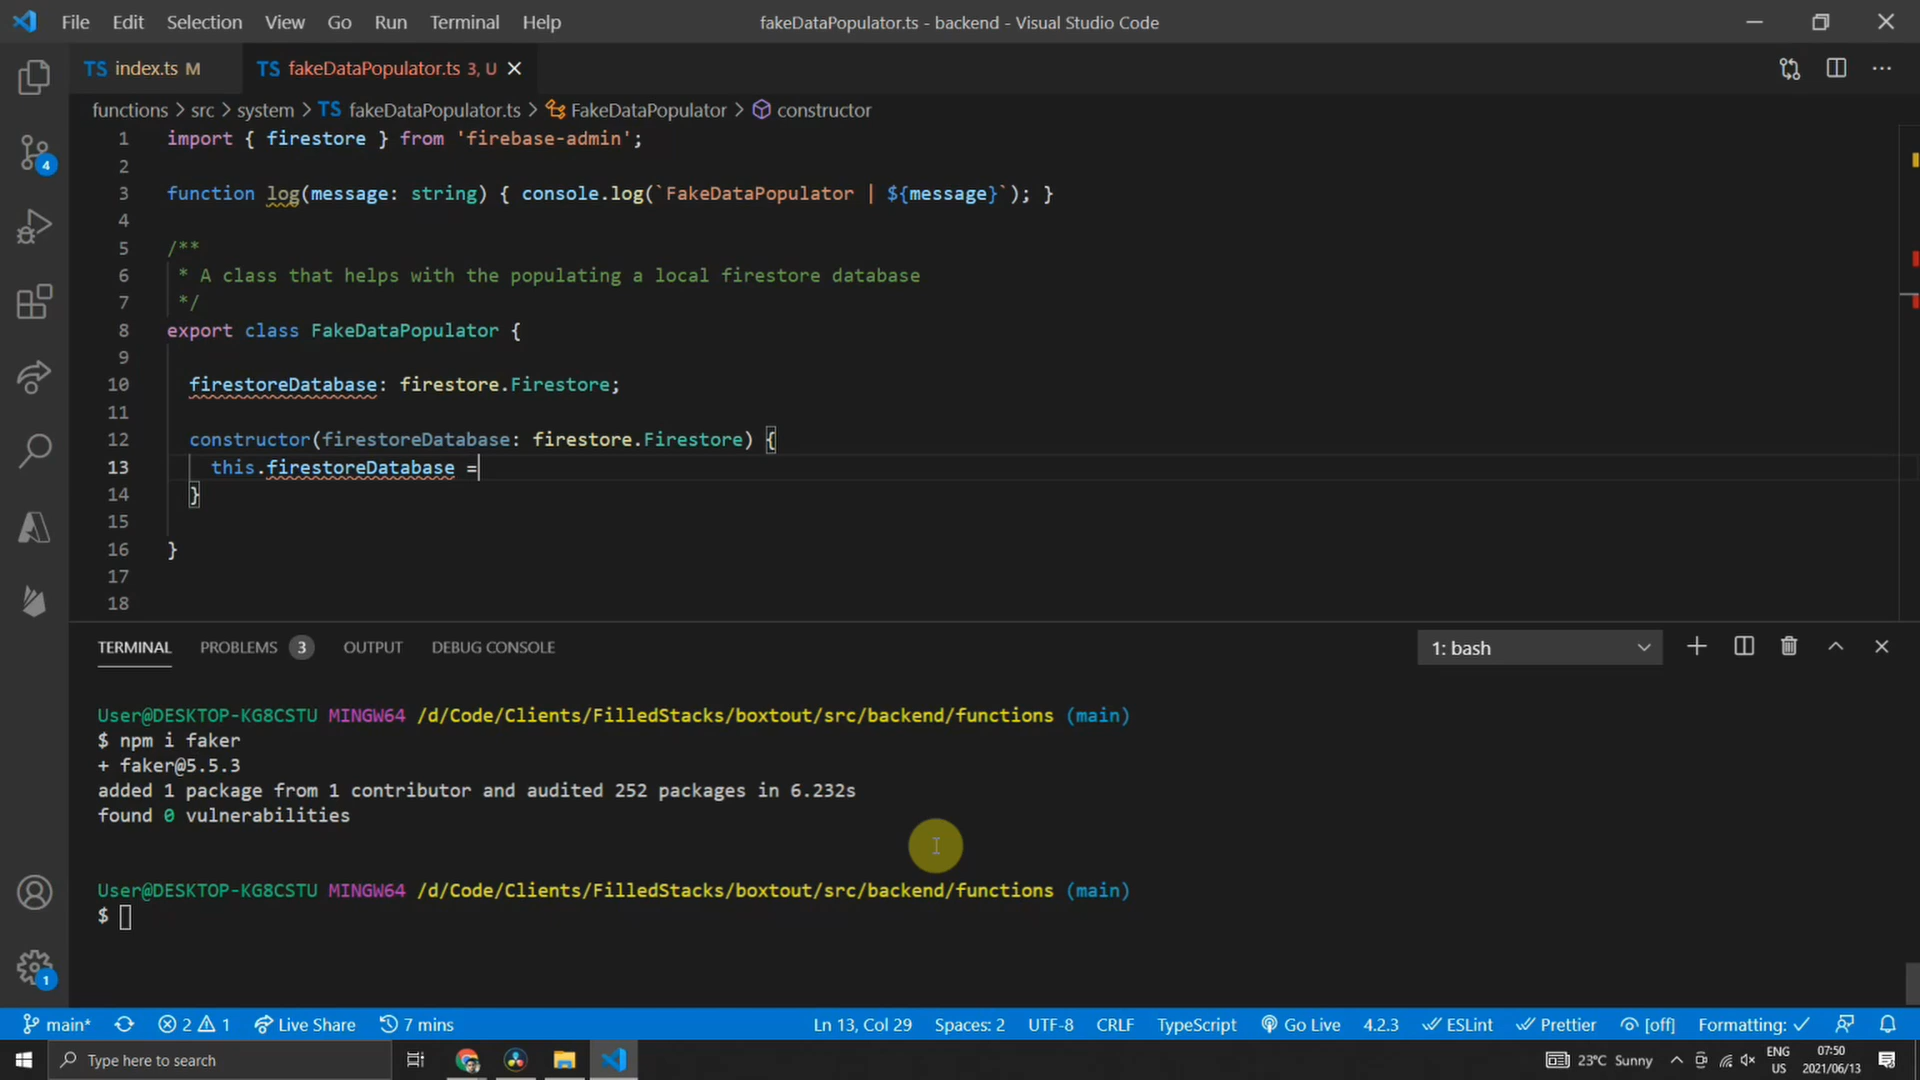 File Edit Selection View Go Run Terminal Help fakeDataPopulator.ts - backend - Visual Studio Code
TS index.ts M TS fakeDataPopulator.ts 3, U
functions > src > system > TS fakeDataPopulator.ts > FakeDataPopulator > constructor
1 import { firestore } from 'firebase-admin';
2
3 function log(message: string) { console.log(`FakeDataPopulator | ${message}`); }
4
5 /**
6 * A class that helps with the populating a local firestore database
7 */
8 export class FakeDataPopulator {
9
10 firestoreDatabase: firestore.Firestore;
11
12 constructor(firestoreDatabase: firestore.Firestore) {
13 this.firestoreDatabase =
14 }
15
16 }
17
18
4
TERMINAL PROBLEMS 3 OUTPUT DEBUG CONSOLE 1: bash
User@DESKTOP-KG8CSTU MINGW64 /d/Code/Clients/FilledStacks/boxtout/src/backend/functions (main)
$ npm i faker
+ faker@5.5.3
added 1 package from 1 contributor and audited 252 packages in 6.232s
found 0 vulnerabilities
User@DESKTOP-KG8CSTU MINGW64 /d/Code/Clients/FilledStacks/boxtout/src/backend/functions (main)
$
1
main* 2 1 Live Share 7 mins Ln 13, Col 29 Spaces: 2 UTF-8 CRLF TypeScript Go Live 4.2.3 ESLint Prettier [off] Formatting: ✓
Type here to search 23°C Sunny ENG US 07:50 2021/06/13